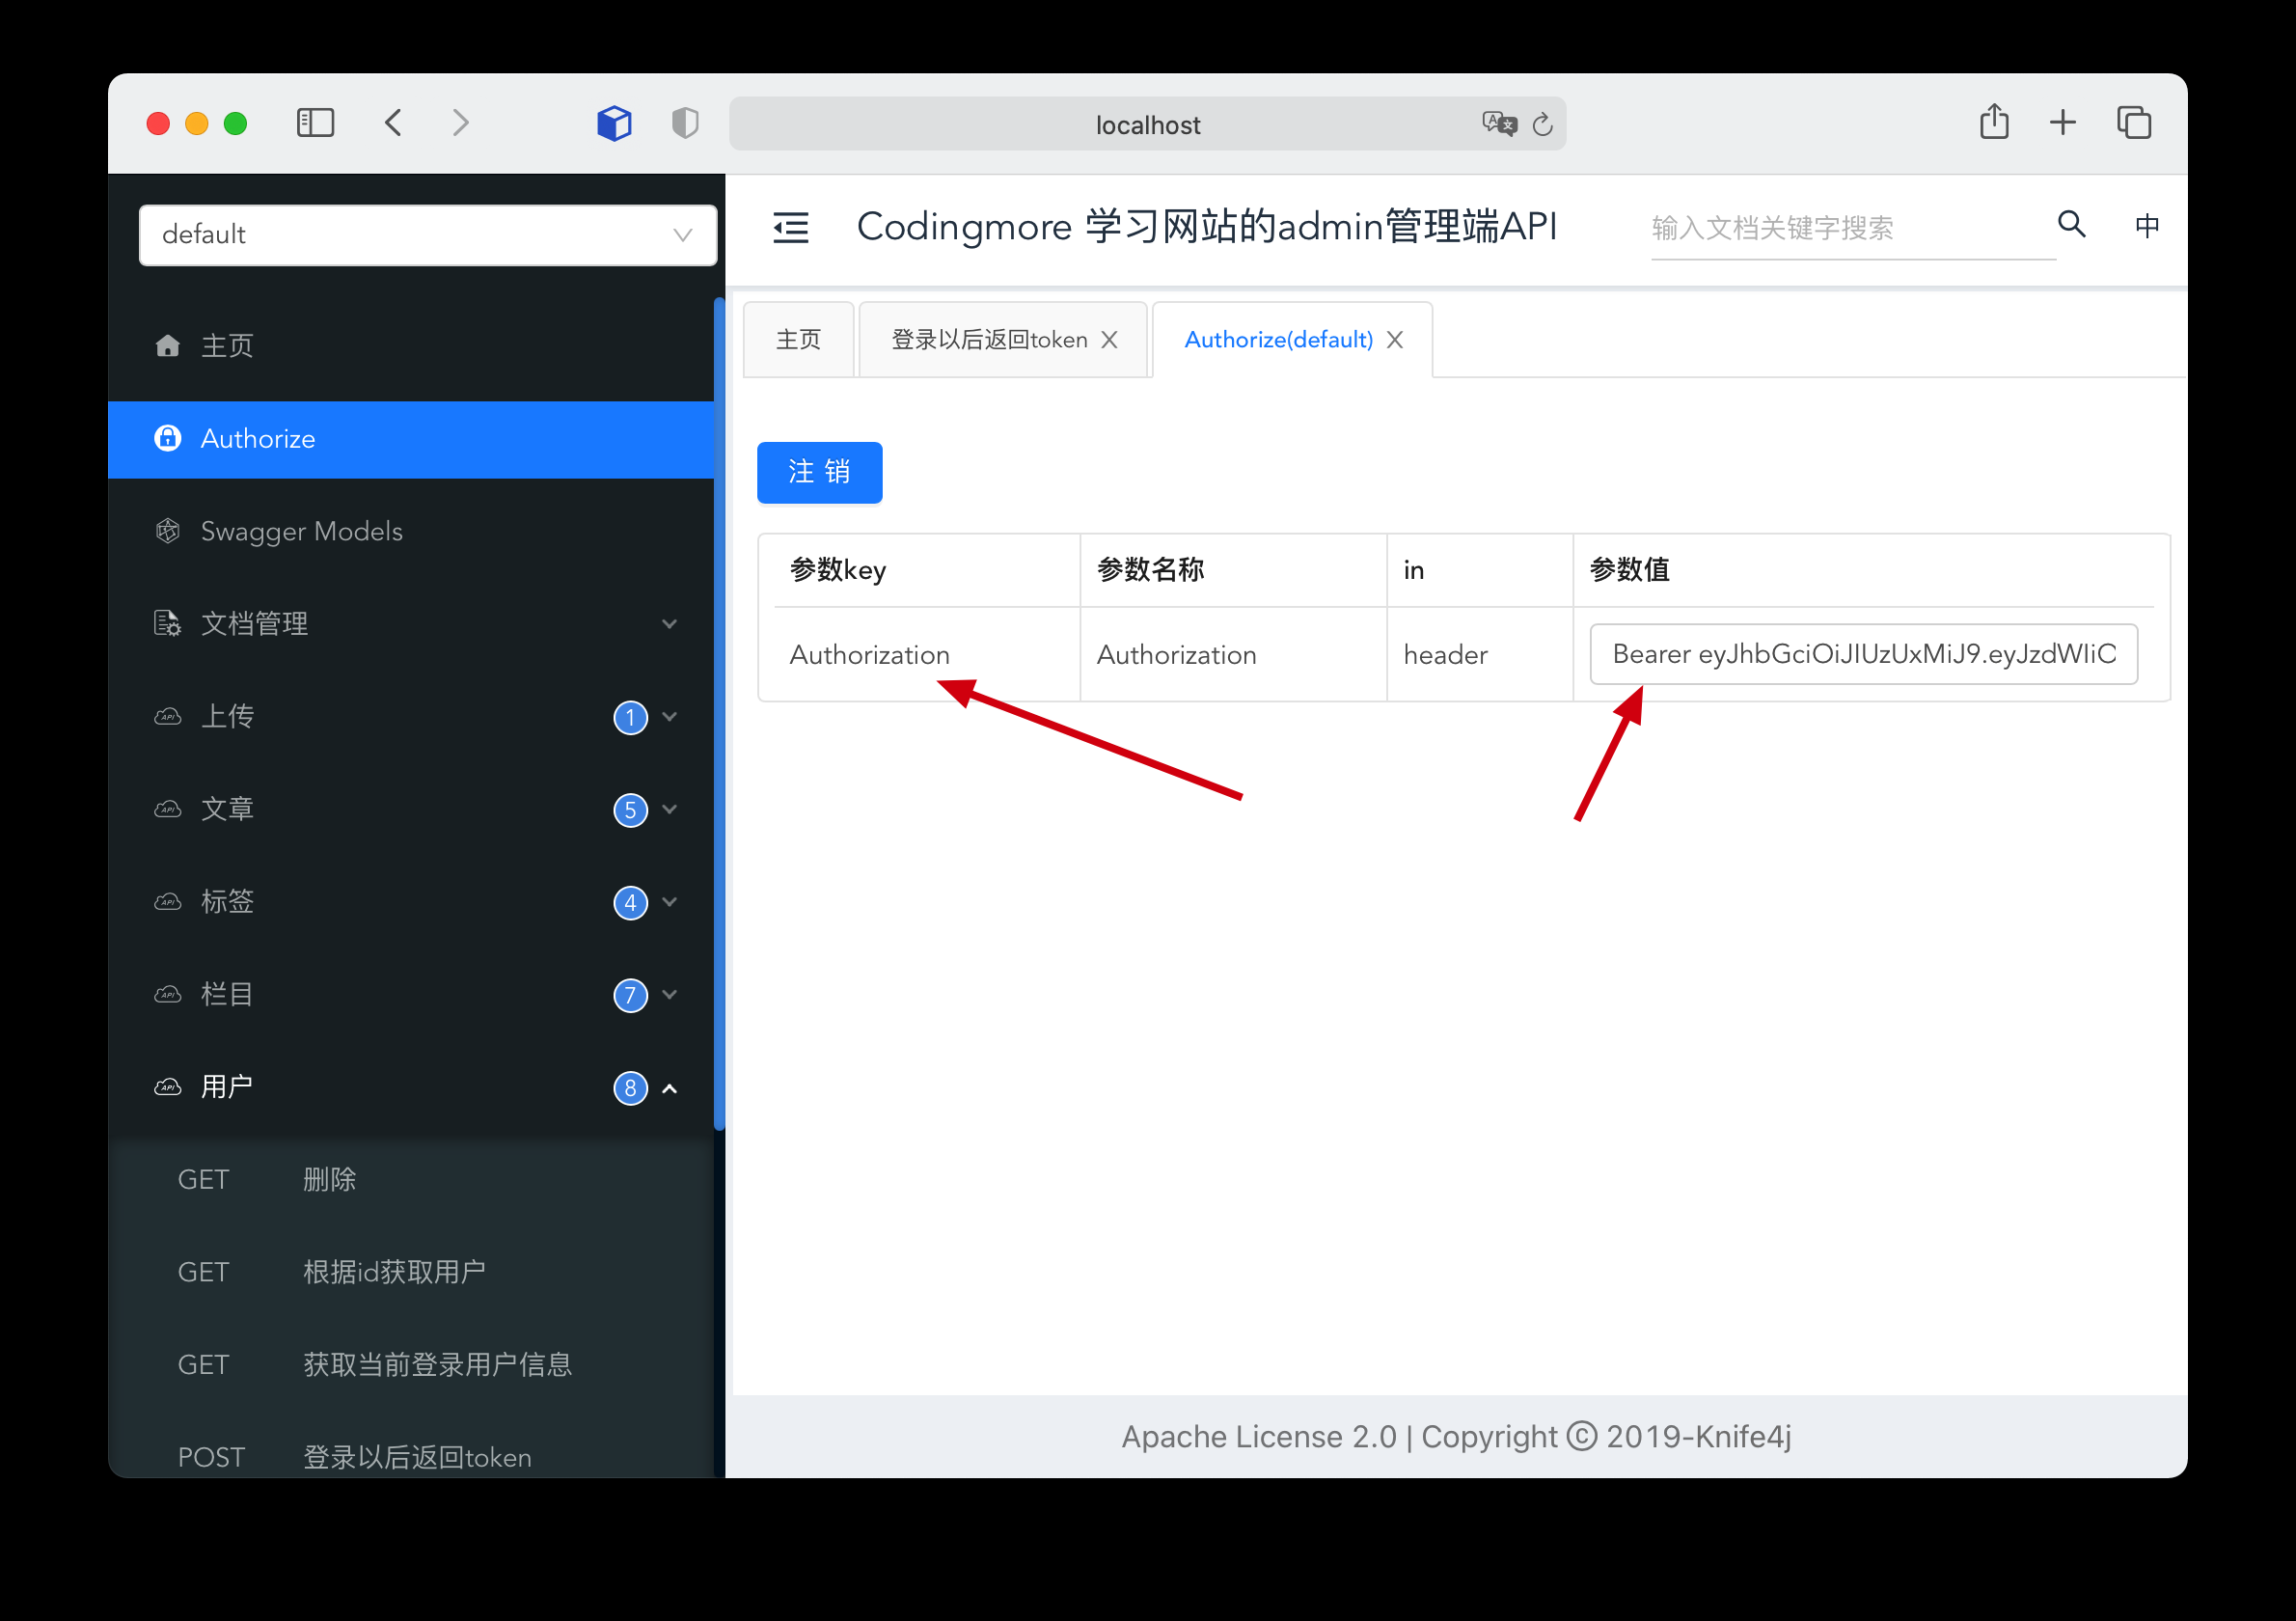 localhost
default
主页
Authorize
Swagger Models
文档管理
上传 1
文章 5
标签 4
栏目 7
用户 8
GET 删除
GET 根据id获取用户
GET 获取当前登录用户信息
POST 登录以后返回token
Codingmore 学习网站的admin管理端API
输入文档关键字搜索
中
主页 登录以后返回token Authorize(default)
注 销
参数key 参数名称 in 参数值
Authorization Authorization header Bearer eyJhbGciOiJIUzUxMiJ9.eyJzdWIiC
Apache License 2.0 | Copyright © 2019-Knife4j